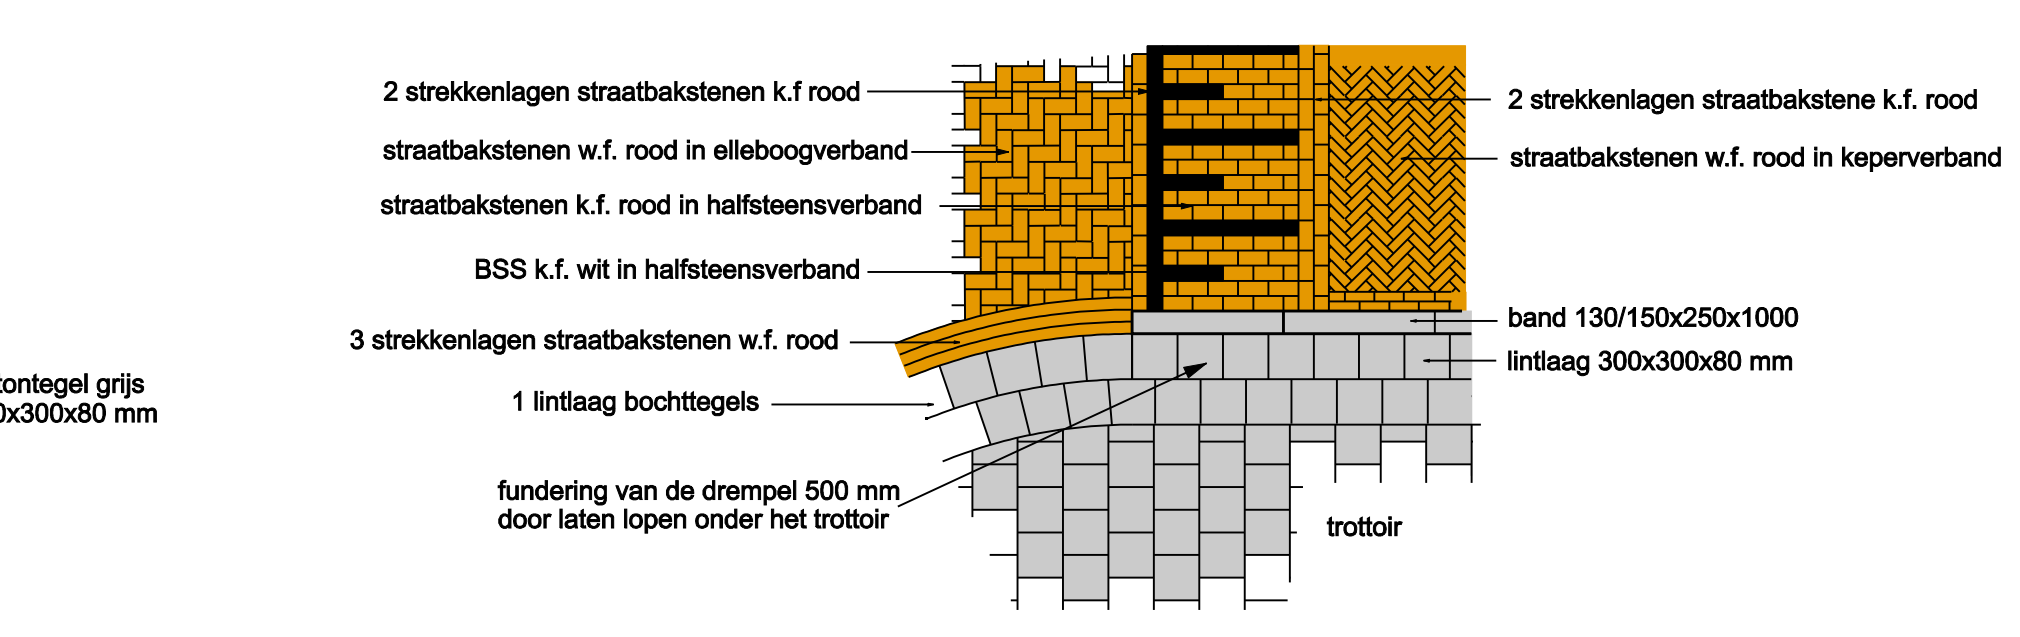 2 strekkenlagen straatbakstenen k.f rood
straatbakstenen w.f. rood in elleboogverband
straatbakstenen k.f. rood in halfsteensverband
BSS k.f. wit in halfsteensverband
3 strekkenlagen straatbakstenen w.f. rood
1 lintlaag bochttegels
fundering van de drempel 500 mm
door laten lopen onder het trottoir
tontegel grijs
0x300x80 mm
2 strekkenlagen straatbakstene k.f. rood
straatbakstenen w.f. rood in keperverband
band 130/150x250x1000
lintlaag 300x300x80 mm
trottoir